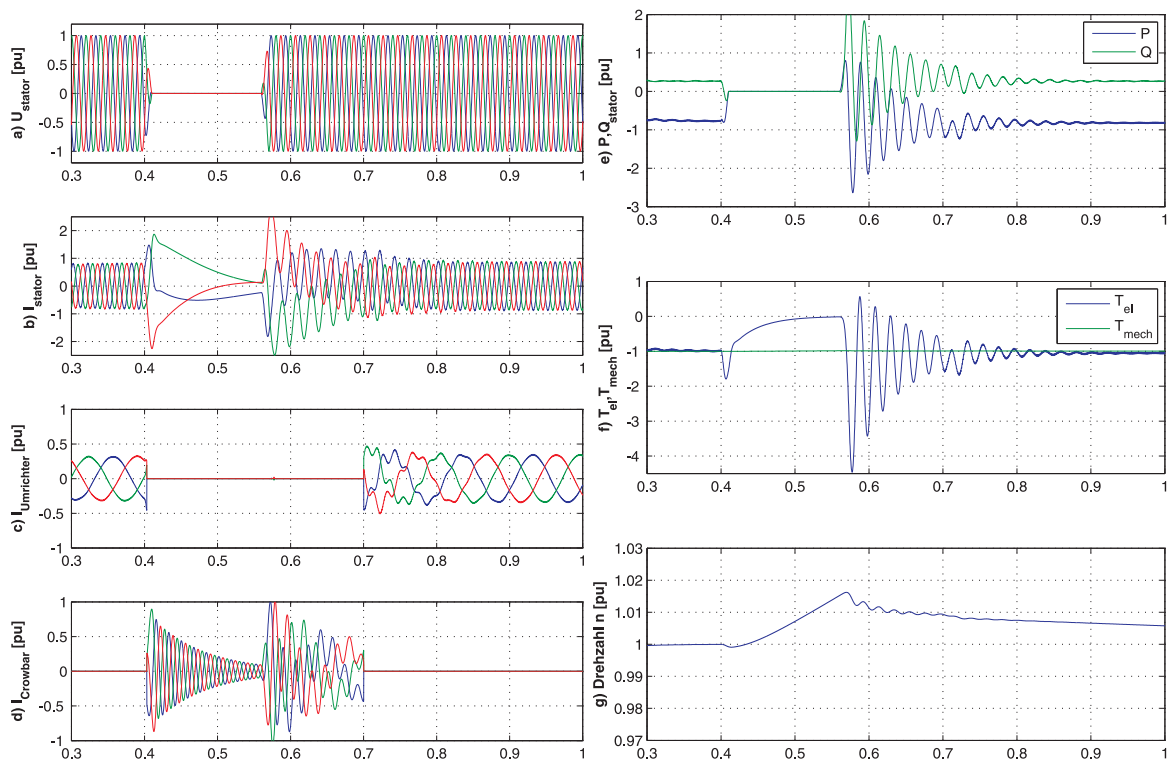 a) U_stator [pu]
1
0.5
0
-0.5
-1
0.3 0.4 0.5 0.6 0.7 0.8 0.9 1
b) I_stator [pu]
2
1
0
-1
-2
0.3 0.4 0.5 0.6 0.7 0.8 0.9 1
c) I_Umrichter [pu]
1
0.5
0
-0.5
-1
0.3 0.4 0.5 0.6 0.7 0.8 0.9 1
d) I_Crowbar [pu]
1
0.5
0
-0.5
-1
0.3 0.4 0.5 0.6 0.7 0.8 0.9 1
e) P,Q_stator [pu]
2
1
0
-1
-2
-3
P
Q
0.3 0.4 0.5 0.6 0.7 0.8 0.9 1
f) T_el,T_mech [pu]
1
0
-1
-2
-3
-4
T_el
T_mech
0.3 0.4 0.5 0.6 0.7 0.8 0.9 1
g) Drehzahl n [pu]
1.03
1.02
1.01
1
0.99
0.98
0.97
0.3 0.4 0.5 0.6 0.7 0.8 0.9 1